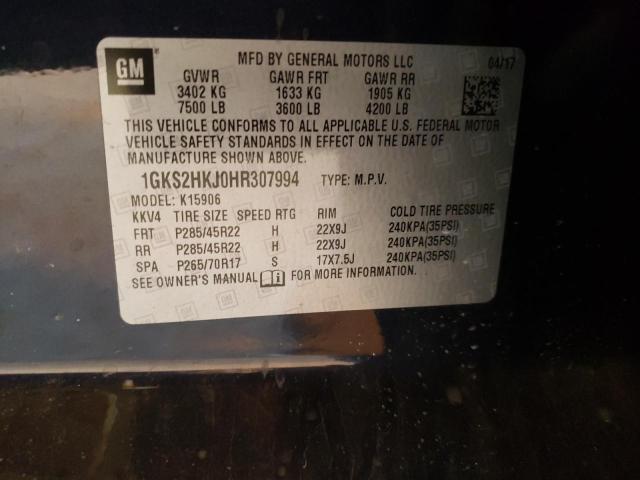 GM
MFD BY GENERAL MOTORS LLC 04/17
GVWR GAWR FRT GAWR RR
3402 KG 1633 KG 1905 KG
7500 LB 3600 LB 4200 LB
THIS VEHICLE CONFORMS TO ALL APPLICABLE U.S. FEDERAL MOTOR
VEHICLE SAFETY STANDARDS IN EFFECT ON THE DATE OF
MANUFACTURE SHOWN ABOVE.
1GKS2HKJ0HR307994 TYPE: M.P.V.
MODEL: K15906
KKV4 TIRE SIZE SPEED RTG RIM COLD TIRE PRESSURE
FRT P285/45R22 H 22X9J 240KPA(35PSI)
RR P285/45R22 H 22X9J 240KPA(35PSI)
SPA P265/70R17 S 17X7.5J 240KPA(35PSI)
SEE OWNER'S MANUAL i FOR MORE INFORMATION.